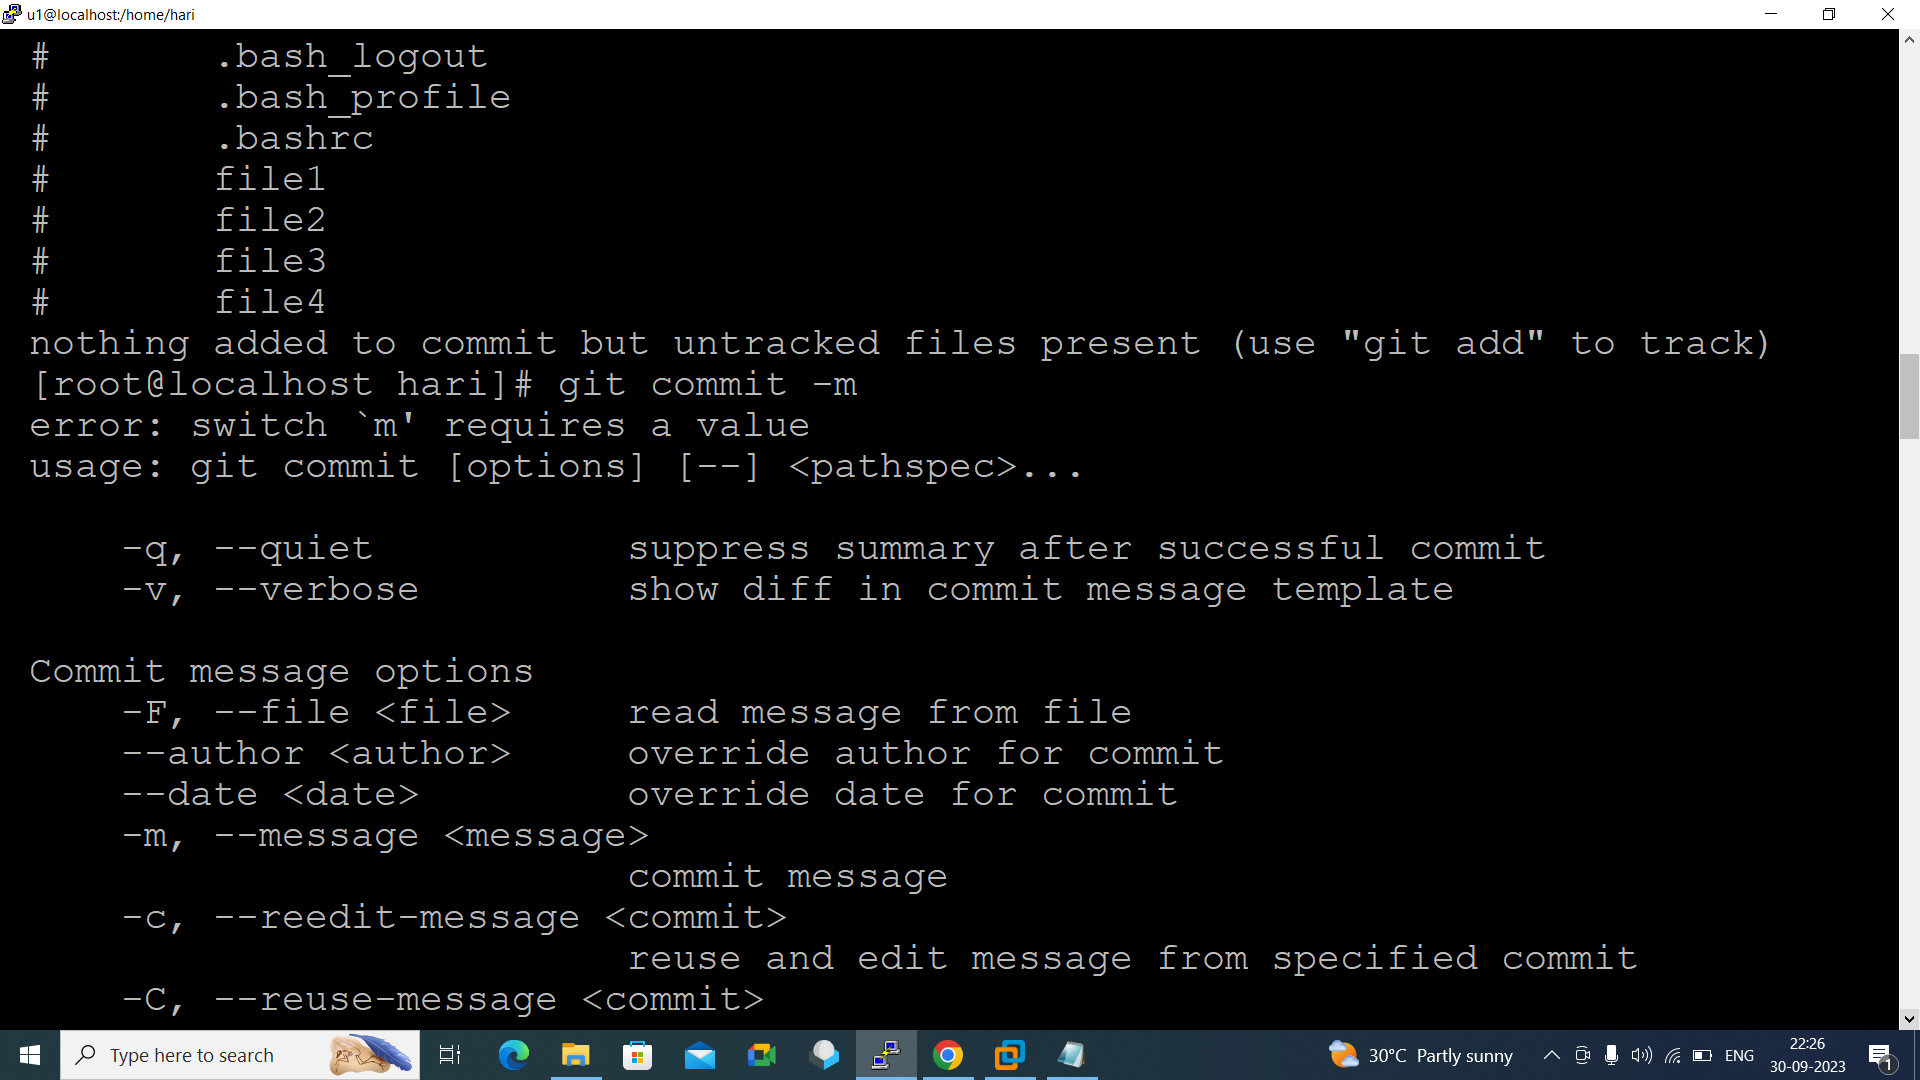 u1@localhost:/home/hari
#       .bash_logout
#       .bash_profile
#       .bashrc
#       file1
#       file2
#       file3
#       file4
nothing added to commit but untracked files present (use "git add" to track)
[root@localhost hari]# git commit -m
error: switch `m' requires a value
usage: git commit [options] [--] <pathspec>...

    -q, --quiet           suppress summary after successful commit
    -v, --verbose         show diff in commit message template

Commit message options
    -F, --file <file>     read message from file
    --author <author>     override author for commit
    --date <date>         override date for commit
    -m, --message <message>
                          commit message
    -c, --reedit-message <commit>
                          reuse and edit message from specified commit
    -C, --reuse-message <commit>
Type here to search
30°C Partly sunny
ENG
22:26
30-09-2023
1